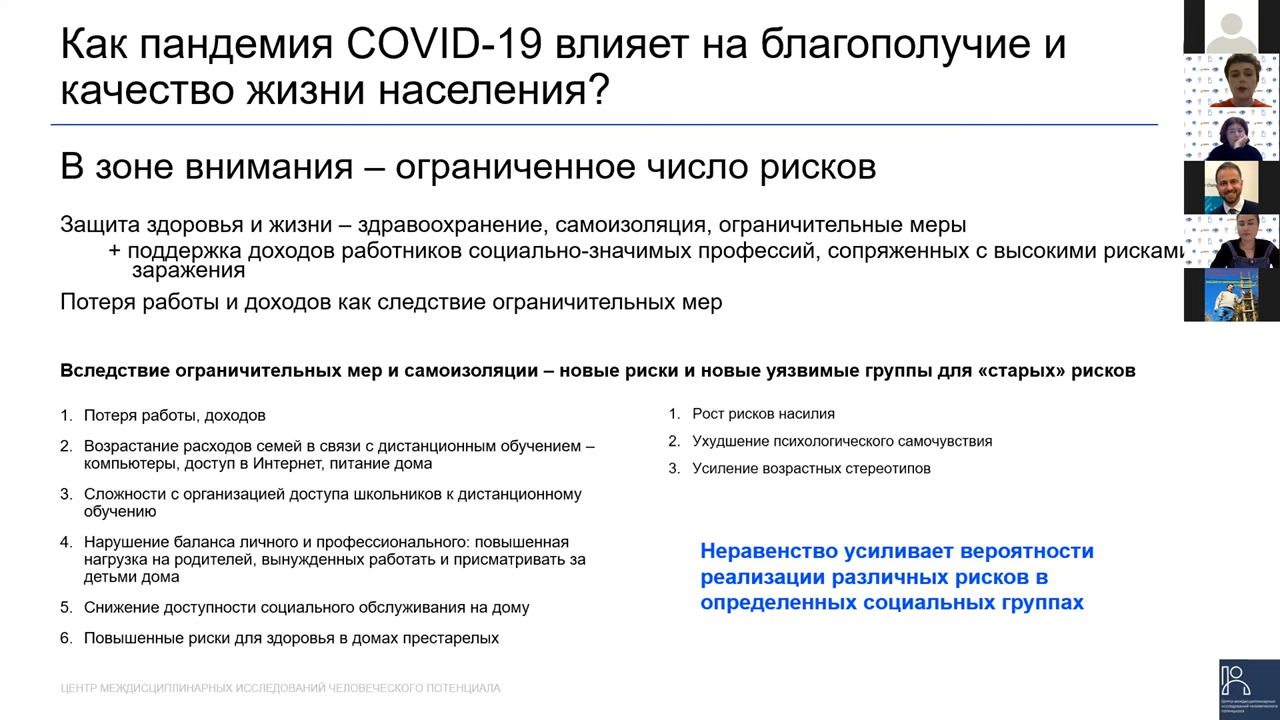 Как пандемия COVID-19 влияет на благополучие и
качество жизни населения?
В зоне внимания – ограниченное число рисков
Защита здоровья и жизни – здравоохранение, самоизоляция, ограничительные меры
+ поддержка доходов работников социально-значимых профессий, сопряженных с высокими рисками
заражения
Потеря работы и доходов как следствие ограничительных мер
Вследствие ограничительных мер и самоизоляции – новые риски и новые уязвимые группы для «старых» рисков
1. Потеря работы, доходов
2. Возрастание расходов семей в связи с дистанционным обучением –
компьютеры, доступ в Интернет, питание дома
3. Сложности с организацией доступа школьников к дистанционному
обучению
4. Нарушение баланса личного и профессионального: повышенная
нагрузка на родителей, вынужденных работать и присматривать за
детьми дома
5. Снижение доступности социального обслуживания на дому
6. Повышенные риски для здоровья в домах престарелых
1. Рост рисков насилия
2. Ухудшение психологического самочувствия
3. Усиление возрастных стереотипов
Неравенство усиливает вероятности
реализации различных рисков в
определенных социальных группах
ЦЕНТР МЕЖДИСЦИПЛИНАРНЫХ ИССЛЕДОВАНИЙ ЧЕЛОВЕЧЕСКОГО ПОТЕНЦИАЛА